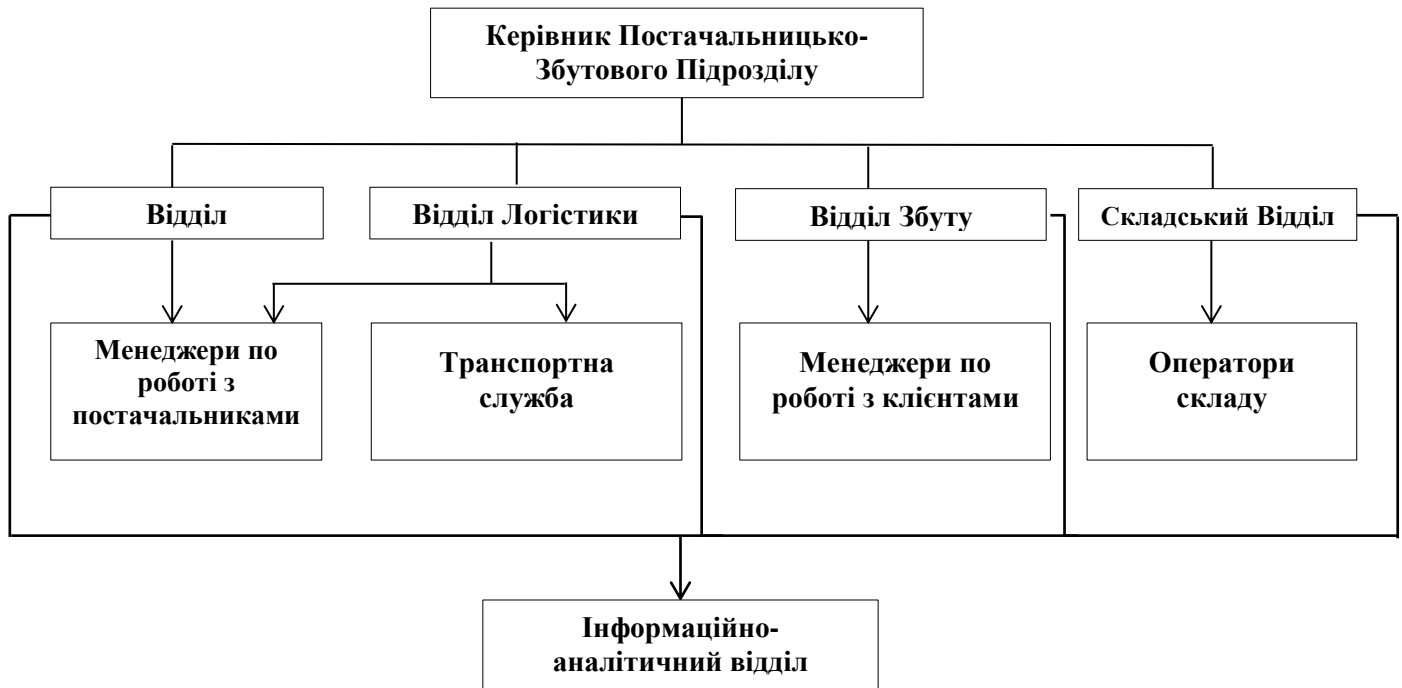 Керівник Постачальницько-
Збутового Підрозділу
Відділ
Відділ Логістики
Відділ Збуту
Складський Відділ
Менеджери по
роботі з
постачальниками
Транспортна
служба
Менеджери по
роботі з клієнтами
Оператори
складу
Інформаційно-
аналітичний відділ